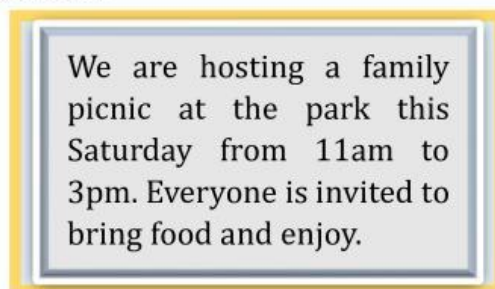 We are hosting a family
picnic at the park this
Saturday from 11am to
3pm. Everyone is invited to
bring food and enjoy.